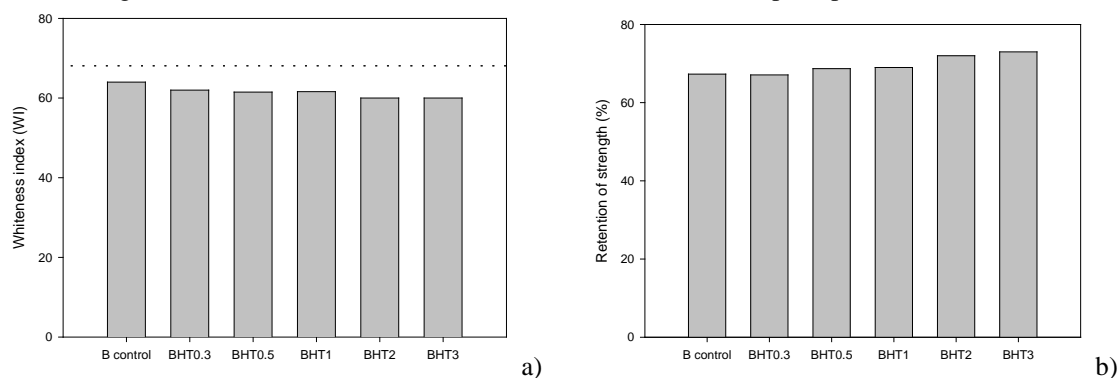 80
60
40
20
0
Whiteness index (WI)
B control BHT0.3 BHT0.5 BHT1 BHT2 BHT3
a)
80
60
40
20
0
Retention of strength (%)
B control BHT0.3 BHT0.5 BHT1 BHT2 BHT3
b)